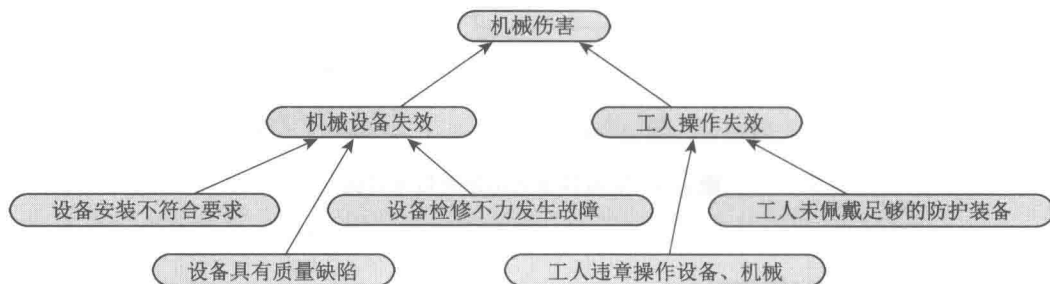 机械伤害
机械设备失效
工人操作失效
设备安装不符合要求
设备检修不力发生故障
工人未佩戴足够的防护装备
设备具有质量缺陷
工人违章操作设备、机械